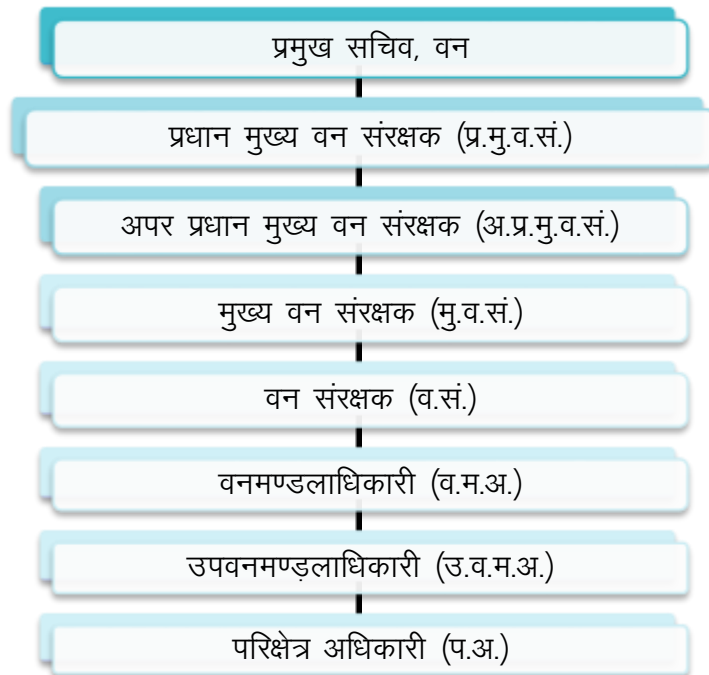 प्रमुख सचिव, वन
प्रधान मुख्य वन संरक्षक (प्र.मु.व.सं.)
अपर प्रधान मुख्य वन संरक्षक (अ.प्र.मु.व.सं.)
मुख्य वन संरक्षक (मु.व.सं.)
वन संरक्षक (व.सं.)
वनमण्डलाधिकारी (व.म.अ.)
उपवनमण्ड़लाधिकारी (उ.व.म.अ.)
परिक्षेत्र अधिकारी (प.अ.)